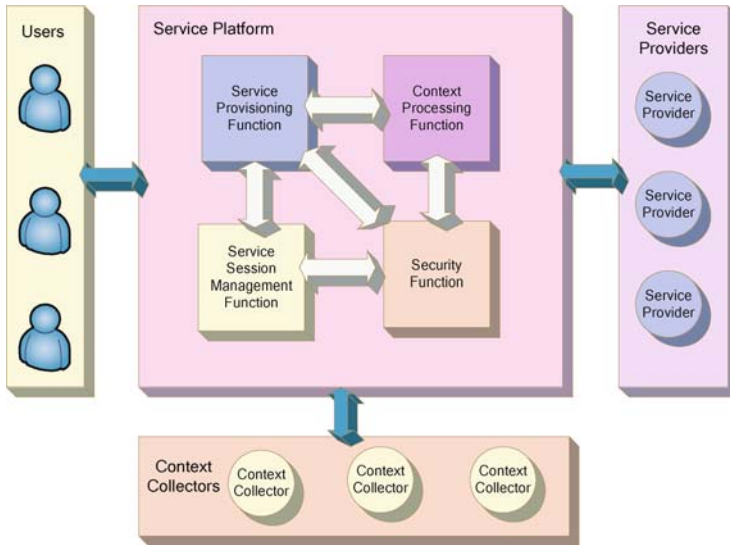 Users
Service Platform
Service
Provisioning
Function
Context
Processing
Function
Service
Session
Management
Function
Security
Function
Service
Providers
Service
Provider
Service
Provider
Service
Provider
Context
Collectors
Context
Collector
Context
Collector
Context
Collector